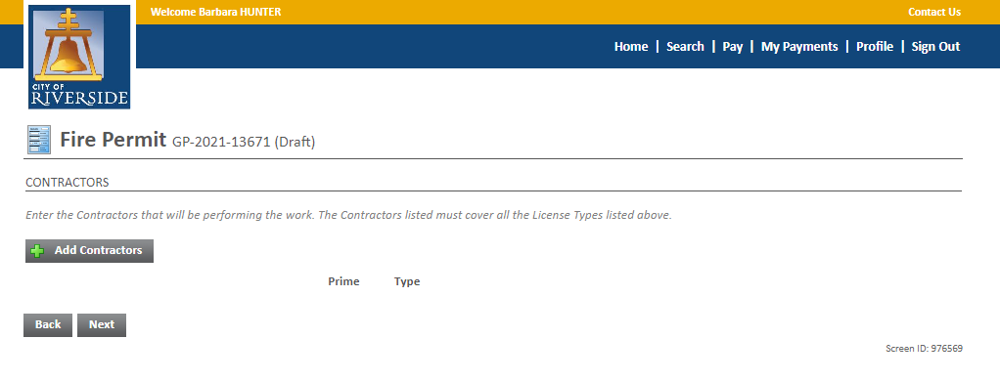 Welcome Barbara HUNTER
Contact Us
Home | Search | Pay | My Payments | Profile | Sign Out
CITY OF
RIVERSIDE
Fire Permit GP-2021-13671 (Draft)
CONTRACTORS
Enter the Contractors that will be performing the work. The Contractors listed must cover all the License Types listed above.
Add Contractors
Prime Type
Back Next
Screen ID: 976569